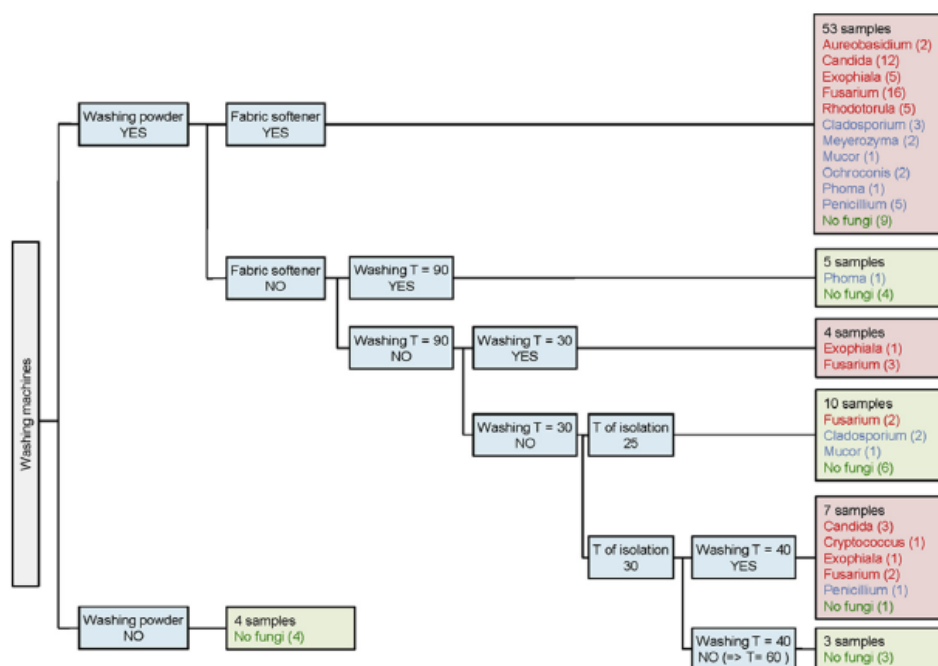 53 samples
Aureobasidium (2)
Candida (12)
Exophiala (5)
Fusarium (16)
Rhodotorula (5)
Cladosporium (3)
Meyerozyma (2)
Mucor (1)
Ochroconis (2)
Phoma (1)
Penicillium (5)
No fungi (9)
Washing powder
YES
Fabric softener
YES
Fabric softener
NO
Washing T = 90
YES
5 samples
Phoma (1)
No fungi (4)
Washing T = 90
NO
Washing T = 30
YES
4 samples
Exophiala (1)
Fusarium (3)
Washing machines
Washing T = 30
NO
T of isolation
25
10 samples
Fusarium (2)
Cladosporium (2)
Mucor (1)
No fungi (6)
T of isolation
30
Washing T = 40
YES
7 samples
Candida (3)
Cryptococcus (1)
Exophiala (1)
Fusarium (2)
Penicillium (1)
No fungi (1)
Washing powder
NO
4 samples
No fungi (4)
Washing T = 40
NO (=> T= 60 )
3 samples
No fungi (3)